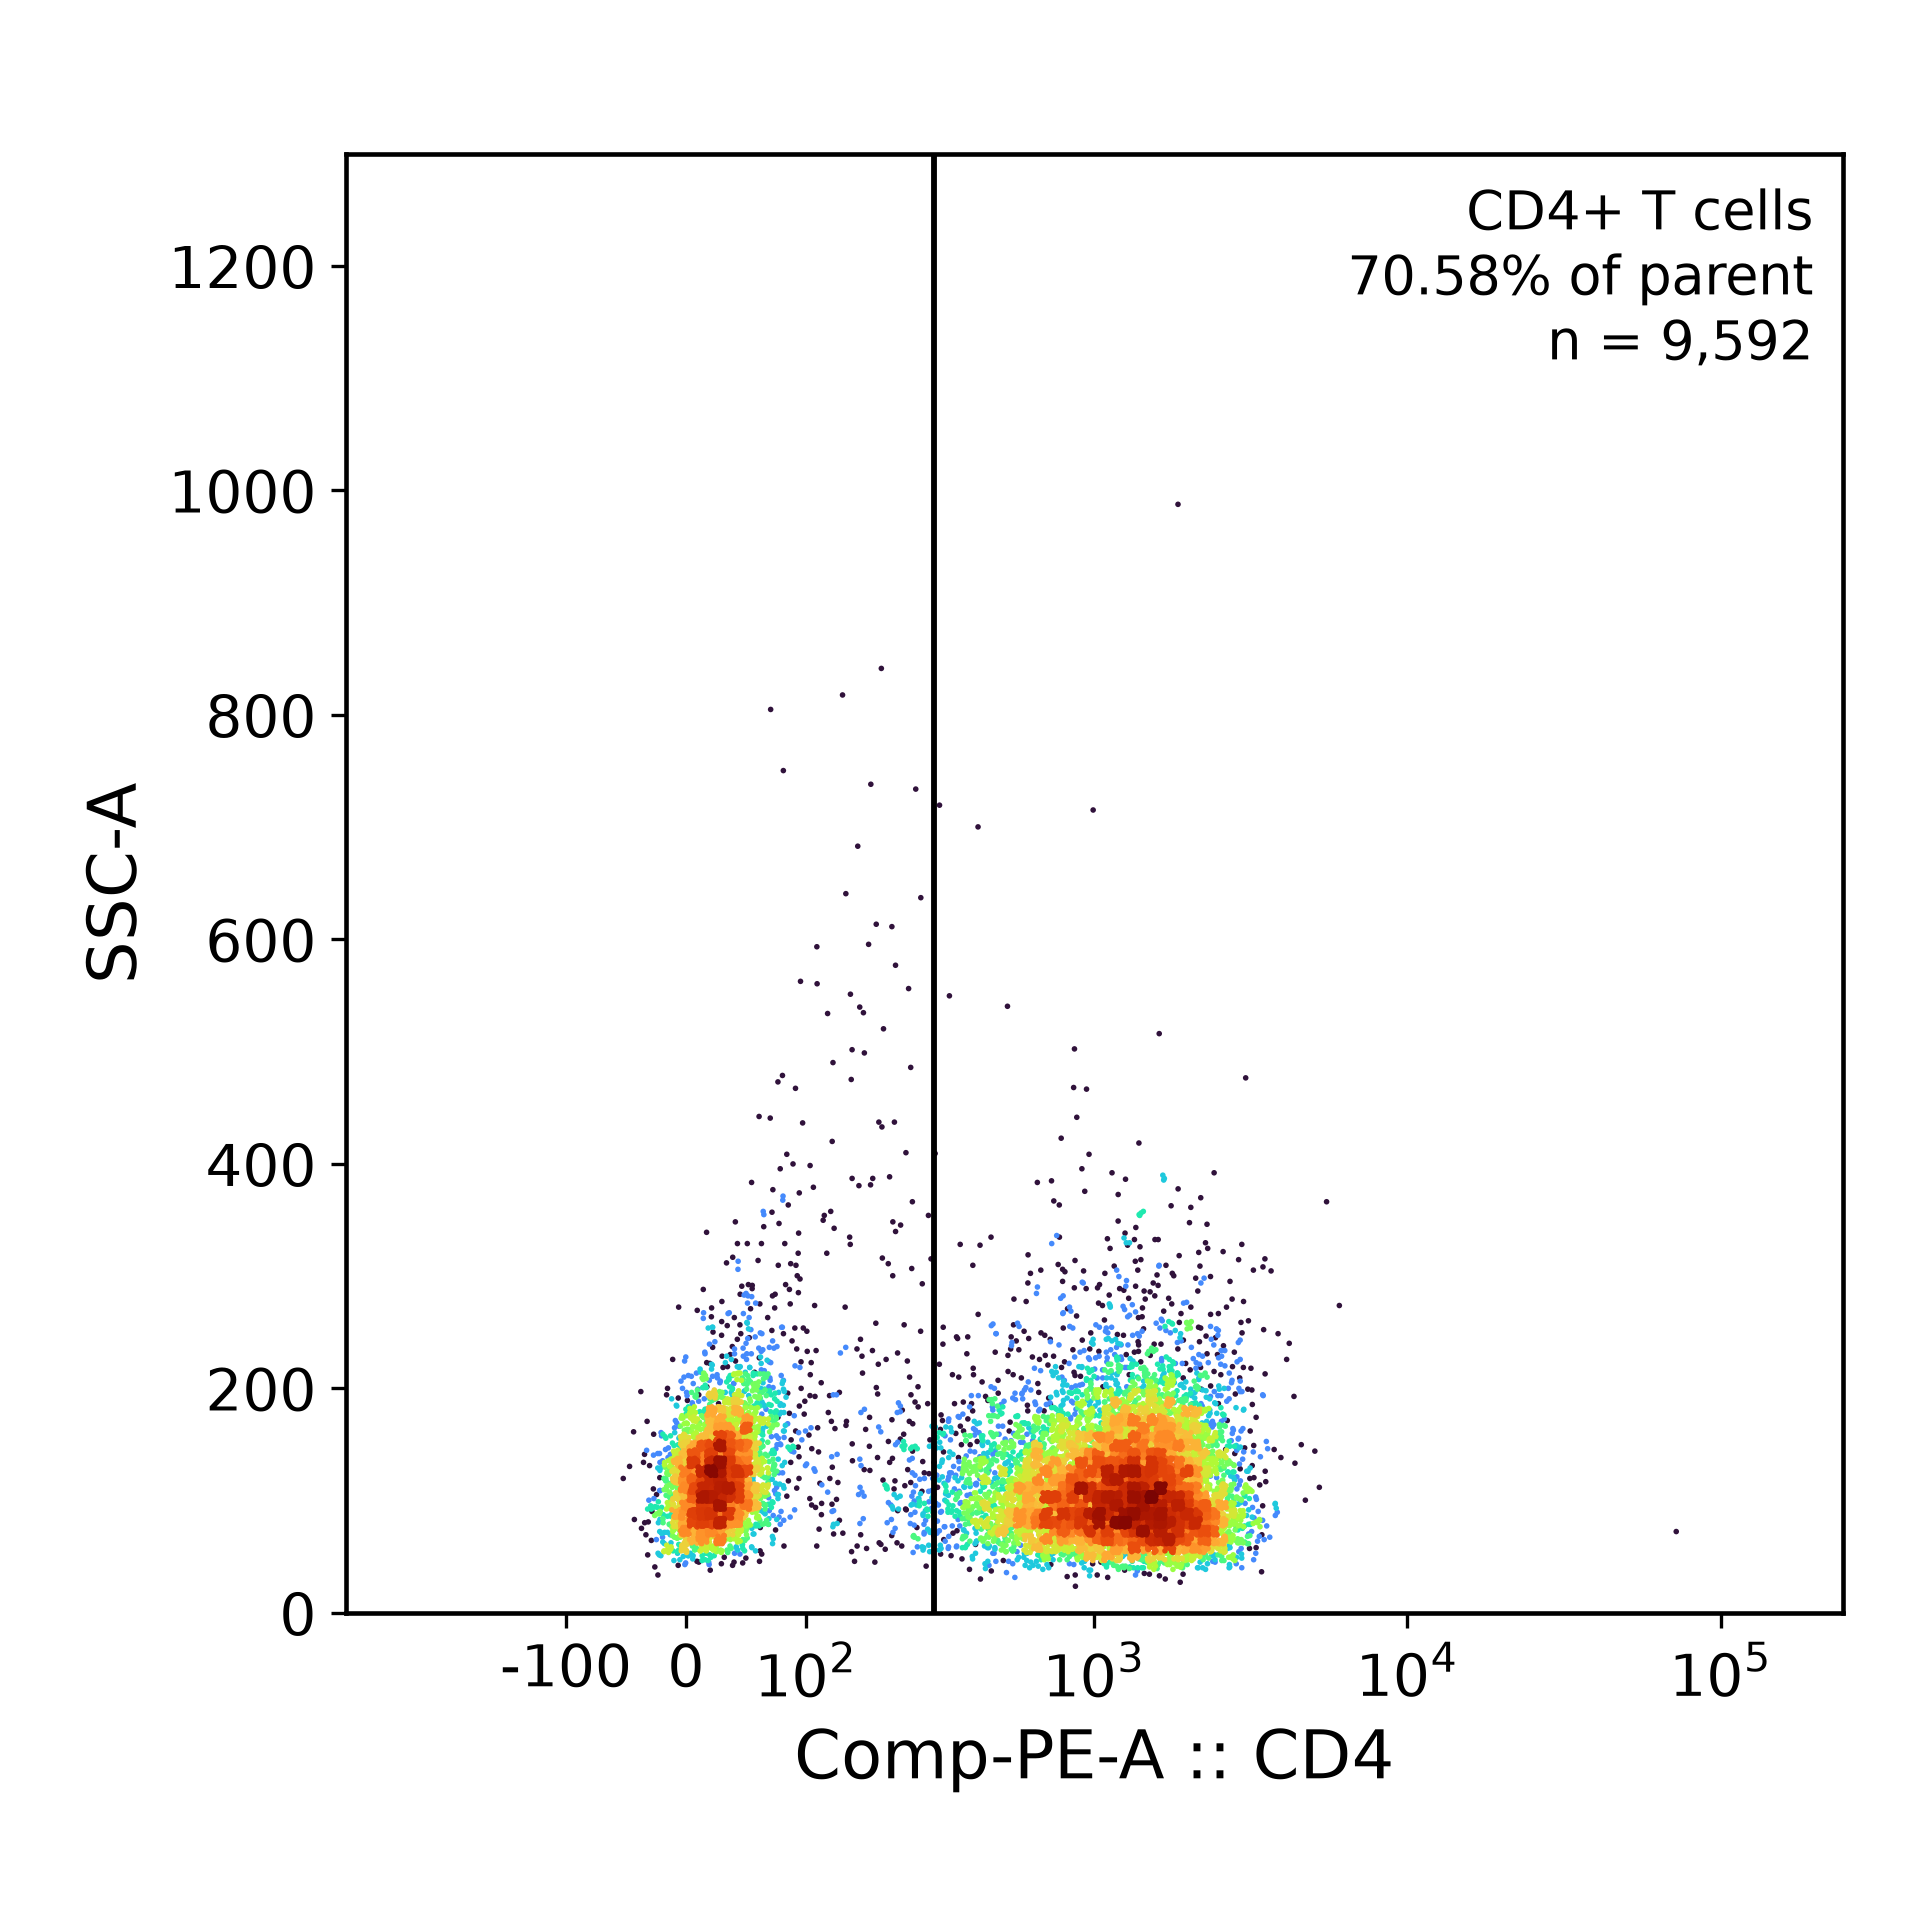 CD4+ T cells
70.58% of parent
n = 9,592
1200
1000
800
600
400
200
0
SSC-A
-100 0 10² 10³ 10⁴ 10⁵
Comp-PE-A :: CD4